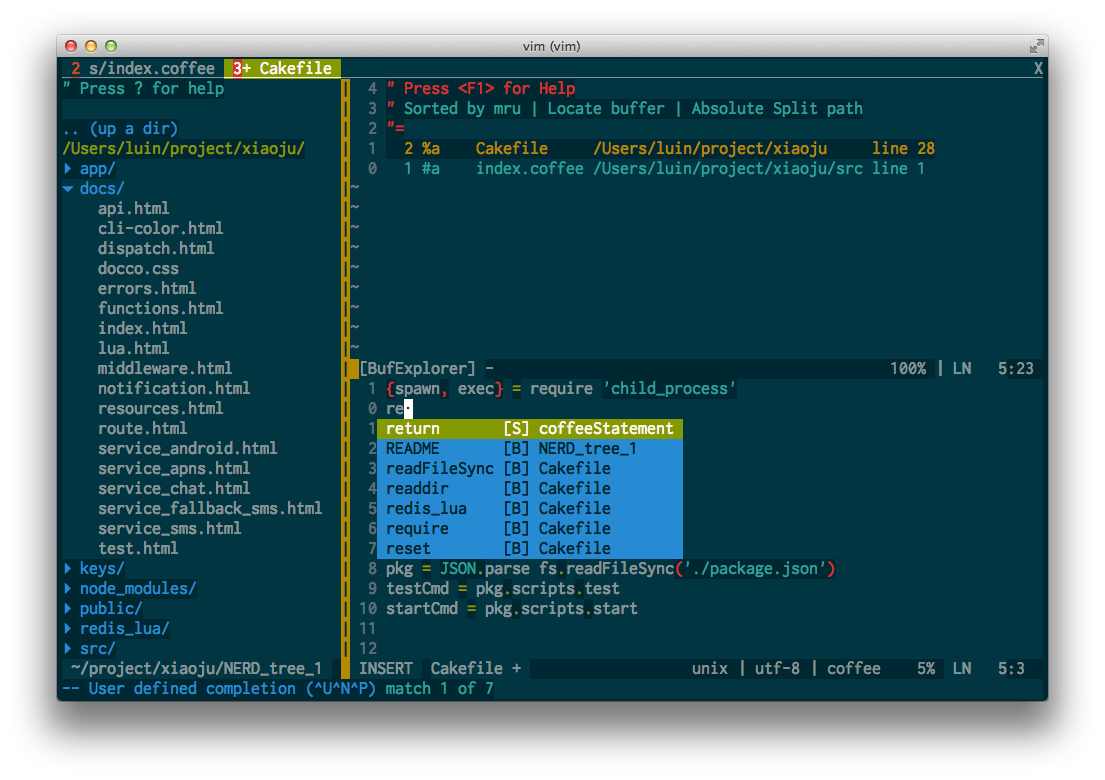 vim (vim)
2 s/index.coffee 3+ Cakefile X
" Press ? for help
.. (up a dir)
/Users/luin/project/xiaoju/
▸ app/
▾ docs/
api.html
cli-color.html
dispatch.html
docco.css
errors.html
functions.html
index.html
lua.html
middleware.html
notification.html
resources.html
route.html
service_android.html
service_apns.html
service_chat.html
service_fallback_sms.html
service_sms.html
test.html
▸ keys/
▸ node_modules/
▸ public/
▸ redis_lua/
▸ src/
~/project/xiaoju/NERD_tree_1
4 " Press <F1> for Help
3 " Sorted by mru | Locate buffer | Absolute Split path
2 "=
1 2 %a Cakefile /Users/luin/project/xiaoju line 28
0 1 #a index.coffee /Users/luin/project/xiaoju/src line 1
~
~
~
~
~
~
~
~
~
[BufExplorer] - 100% | LN 5:23
1 {spawn, exec} = require 'child_process'
0 re·
1 return [S] coffeeStatement
2 README [B] NERD_tree_1
3 readFileSync [B] Cakefile
4 readdir [B] Cakefile
5 redis_lua [B] Cakefile
6 require [B] Cakefile
7 reset [B] Cakefile
8 pkg = JSON.parse fs.readFileSync('./package.json')
9 testCmd = pkg.scripts.test
10 startCmd = pkg.scripts.start
11
12
INSERT Cakefile + unix | utf-8 | coffee 5% LN 5:3
-- User defined completion (^U^N^P) match 1 of 7